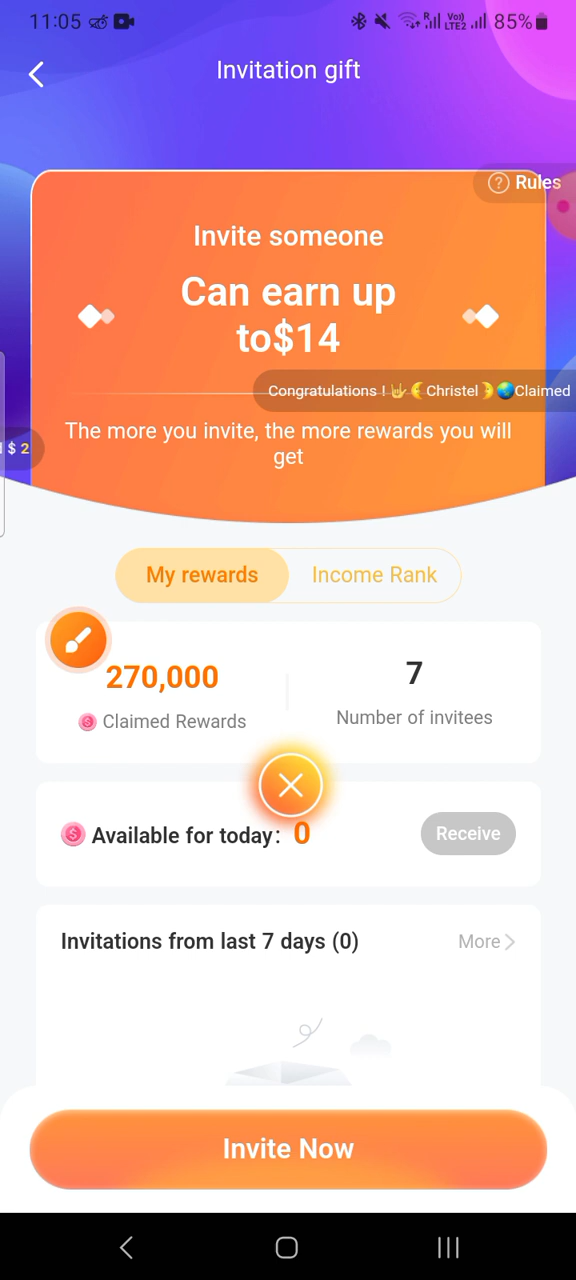 11:05 R Vo) LTE2 85%
Invitation gift
? Rules
Invite someone
Can earn up
to$14
Congratulations ! 🤟🌜Christel🌛🌏Claimed
The more you invite, the more rewards you will
$ 2
get
My rewards Income Rank
270,000 7
Claimed Rewards Number of invitees
Available for today: 0 Receive
Invitations from last 7 days (0) More
Invite Now